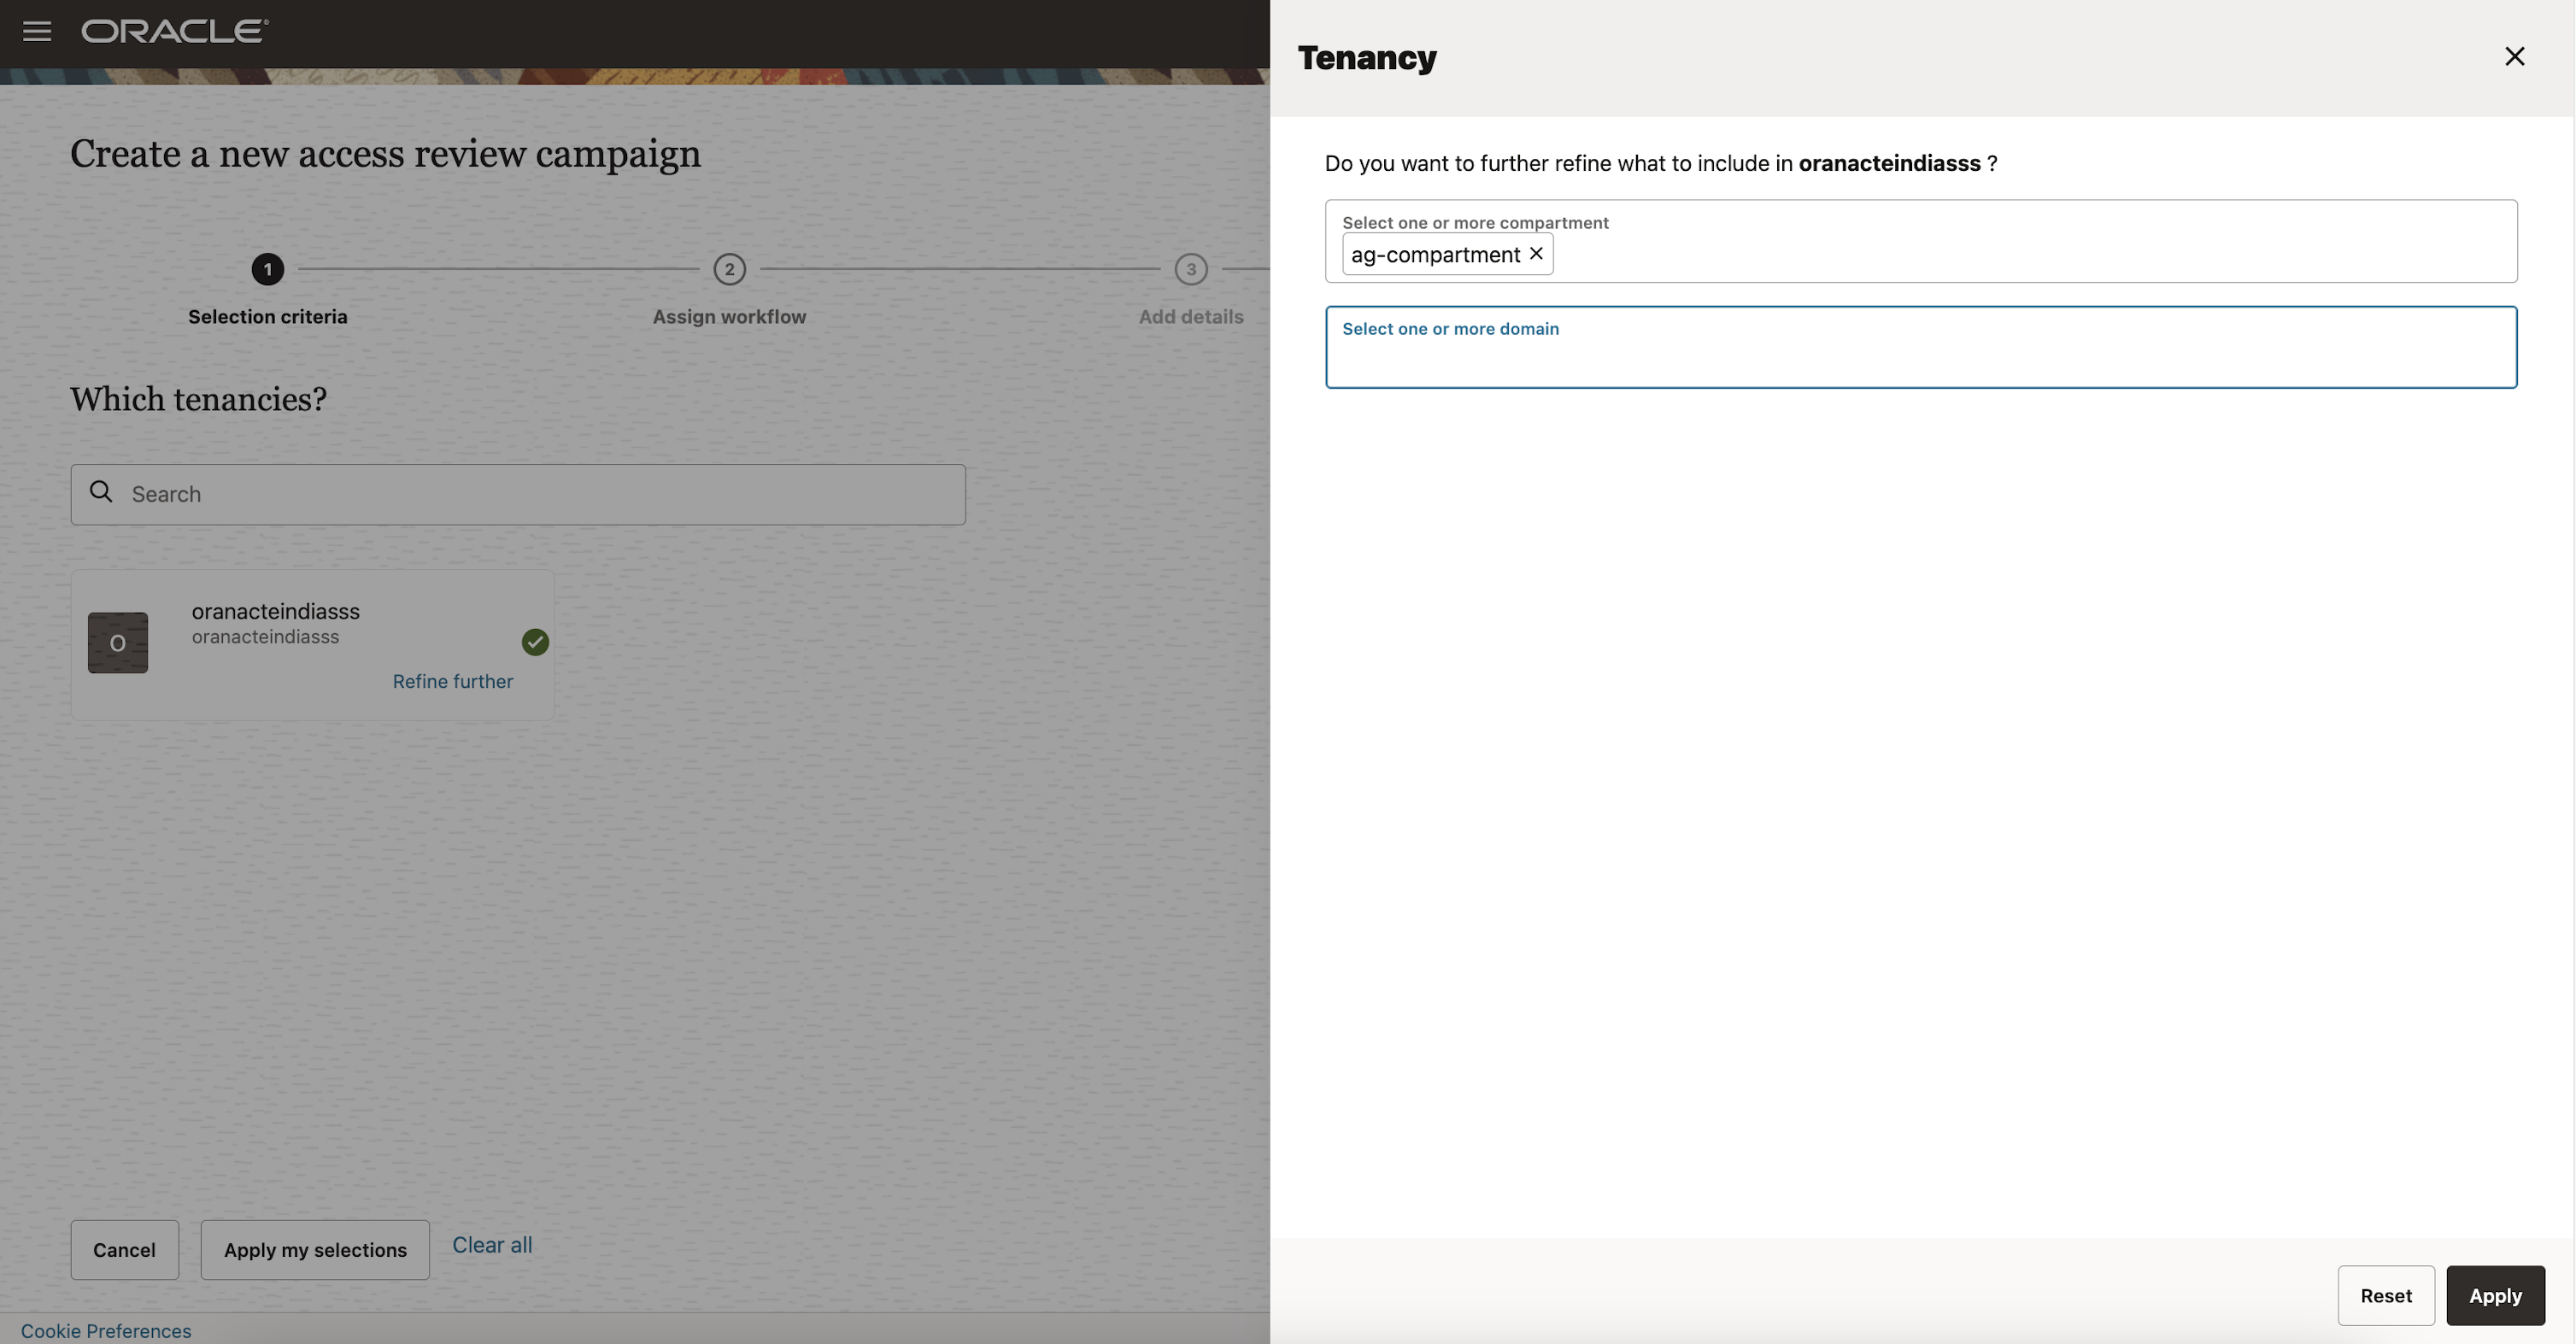 ORACLE
Create a new access review campaign
1
2
3
Selection criteria
Assign workflow
Add details
Which tenancies?
Search
O
oranacteindiasss
oranacteindiasss
Refine further
Cancel
Apply my selections
Clear all
Cookie Preferences
Tenancy
Do you want to further refine what to include in oranacteindiasss ?
Select one or more compartment
ag-compartment
Select one or more domain
Reset
Apply